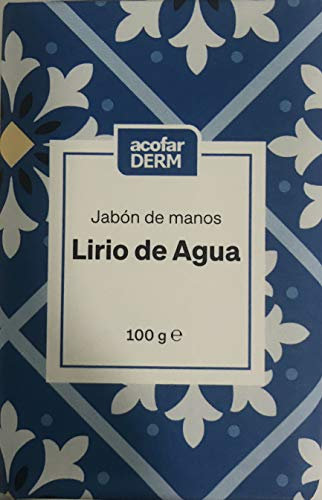 acofar
DERM
Jabón de manos
Lirio de Agua
100 g ℮